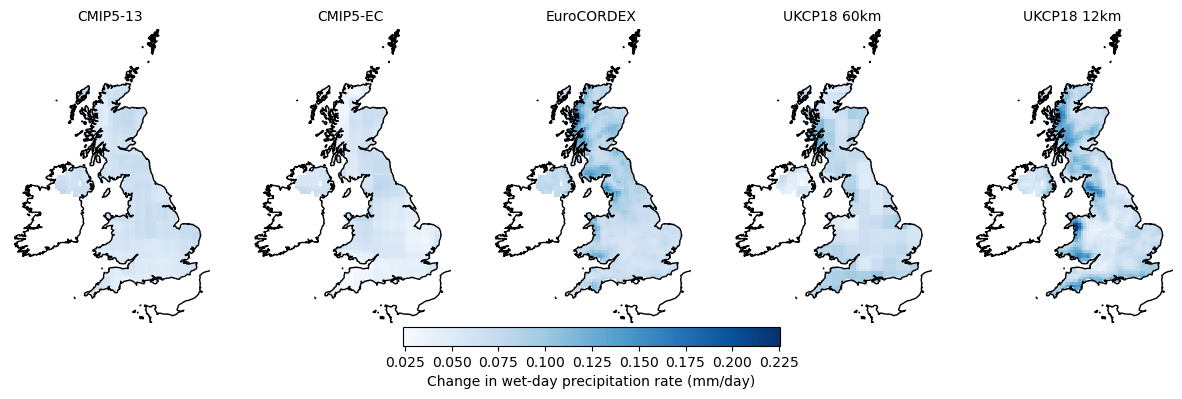 CMIP5-13 CMIP5-EC EuroCORDEX UKCP18 60km UKCP18 12km
0.025 0.050 0.075 0.100 0.125 0.150 0.175 0.200 0.225
Change in wet-day precipitation rate (mm/day)